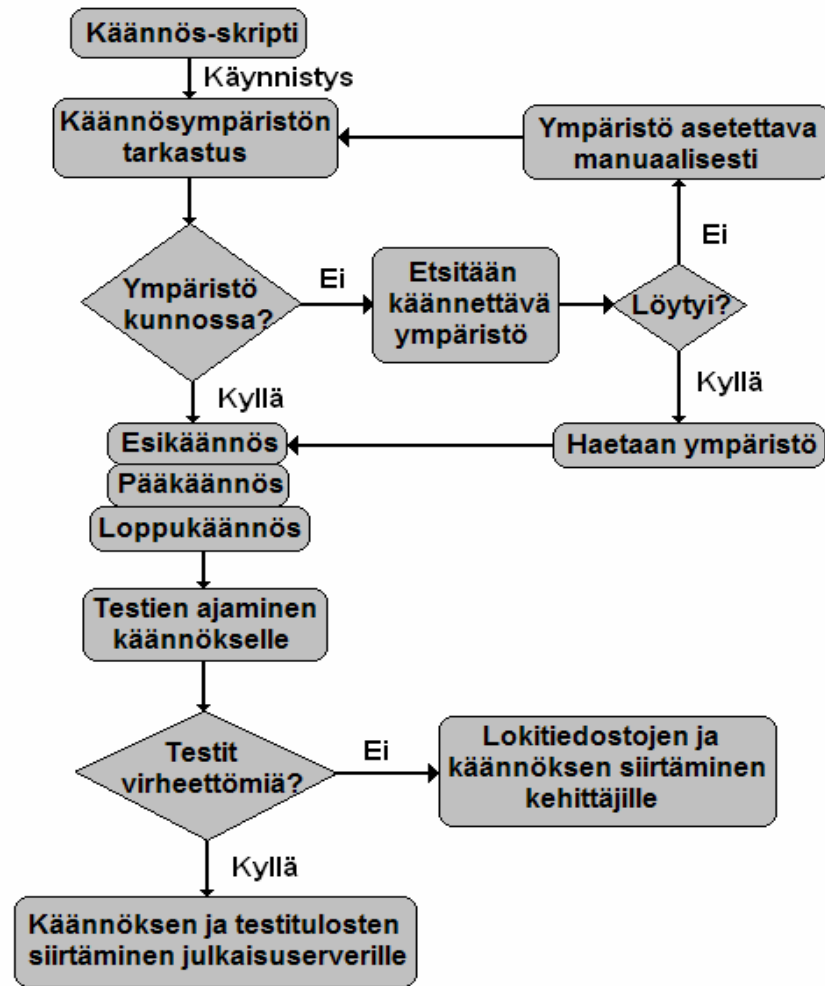 Käännös-skripti
Käynnistys
Käännösympäristön
tarkastus
Ympäristö asetettava
manuaalisesti
Ei
Ympäristö
kunnossa?
Ei
Etsitään
käännettävä
ympäristö
Löytyi?
Kyllä
Kyllä
Esikäännös
Haetaan ympäristö
Pääkäännös
Loppukäännös
Testien ajaminen
käännökselle
Testit
virheettömiä?
Ei
Lokitiedostojen ja
käännöksen siirtäminen
kehittäjille
Kyllä
Käännöksen ja testitulosten
siirtäminen julkaisuserverille